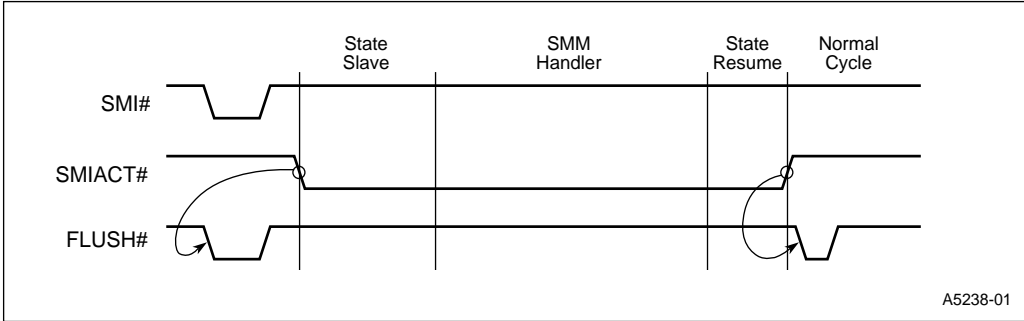 State
Slave
SMM
Handler
State
Resume
Normal
Cycle
SMI#
SMIACT#
FLUSH#
A5238-01